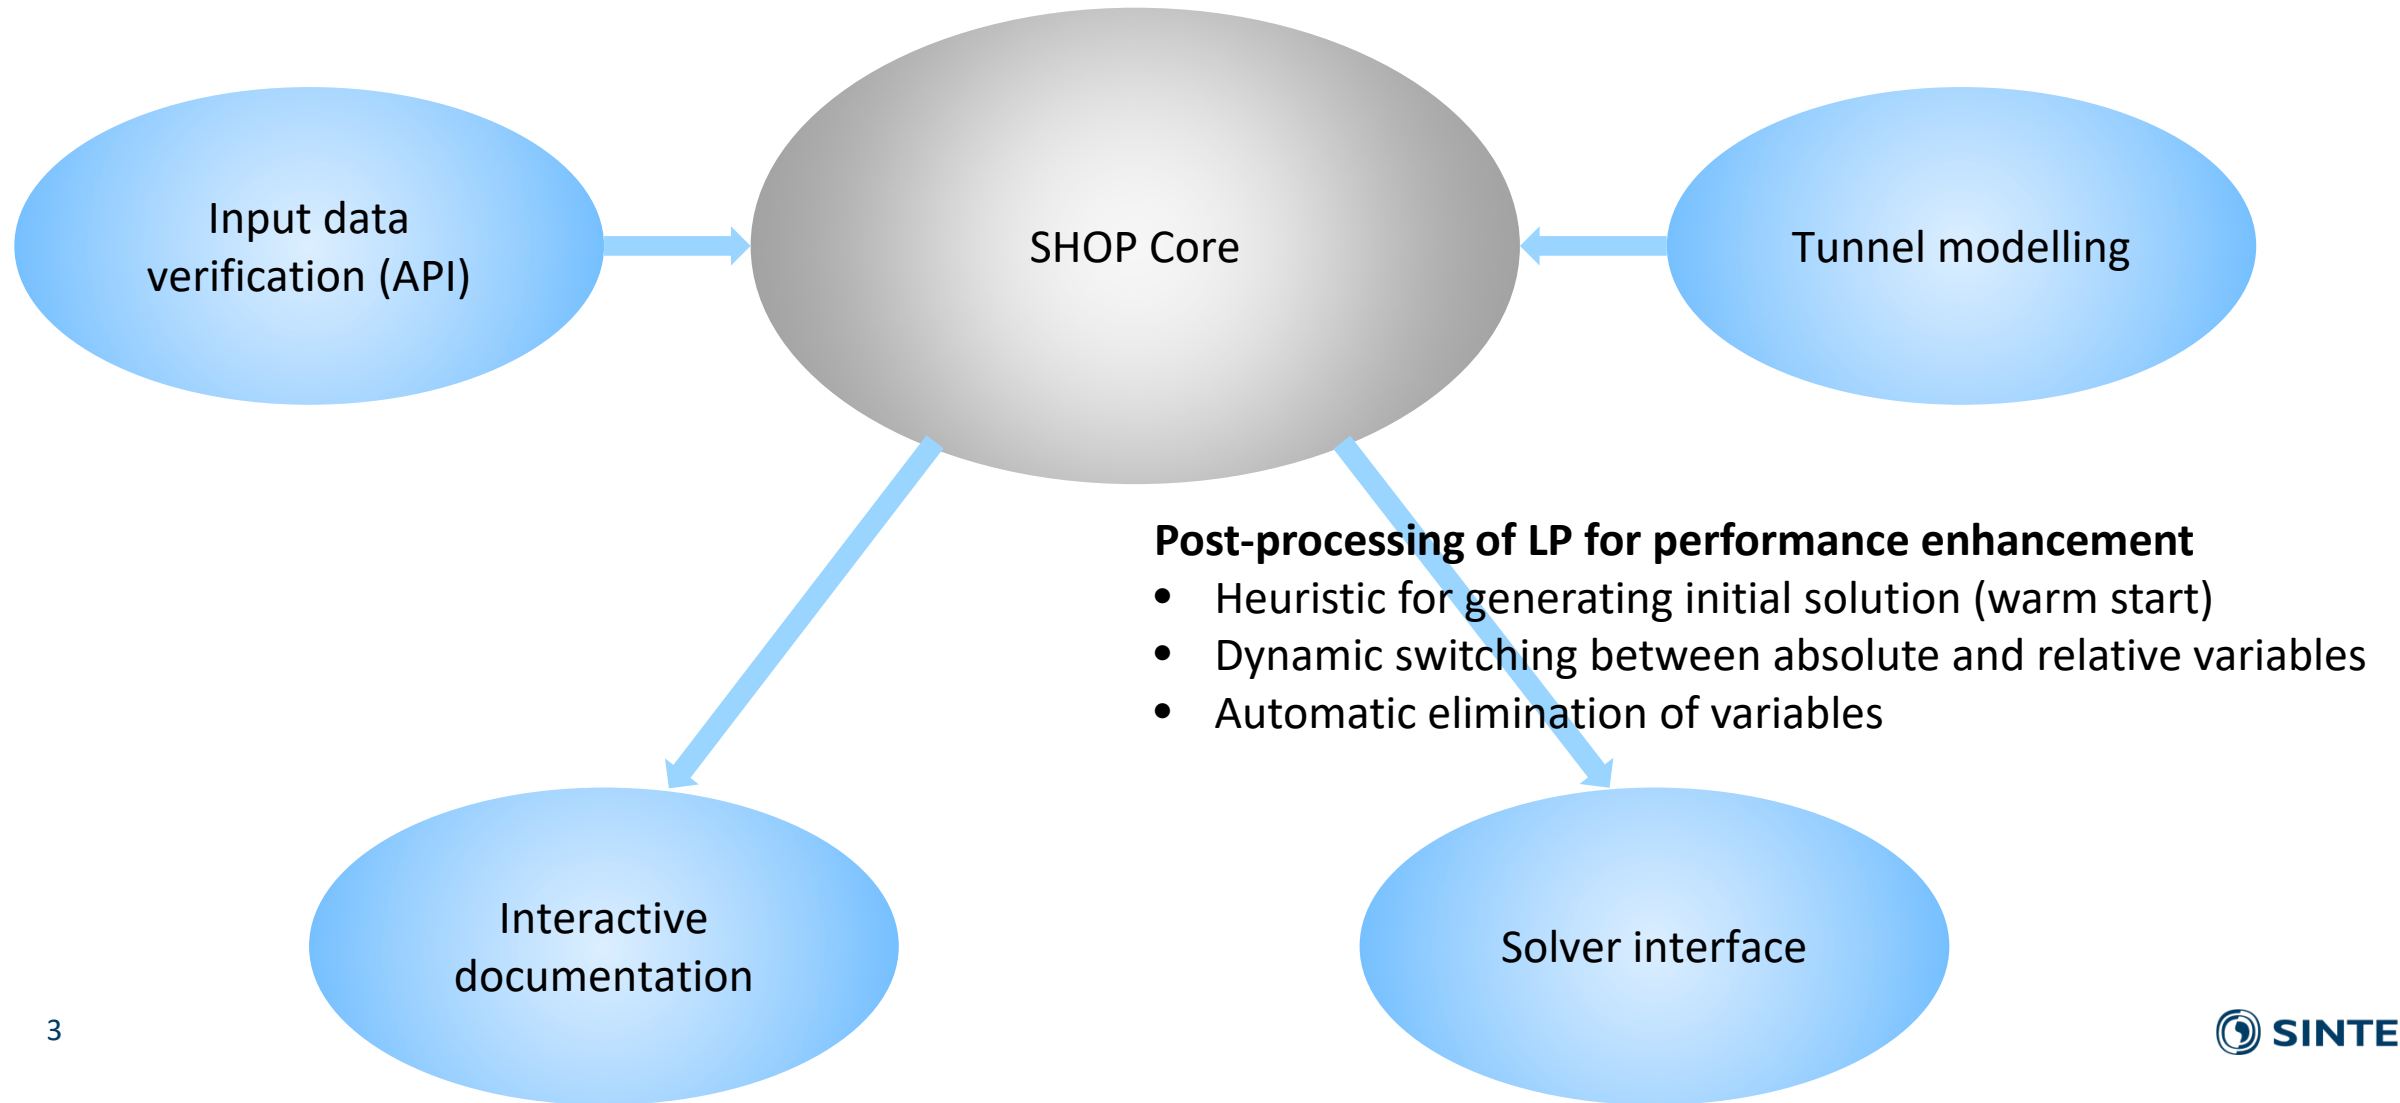 Input data
verification (API)
SHOP Core
Tunnel modelling
Post-processing of LP for performance enhancement
• Heuristic for generating initial solution (warm start)
• Dynamic switching between absolute and relative variables
• Automatic elimination of variables
Interactive
documentation
Solver interface
3
SINTE